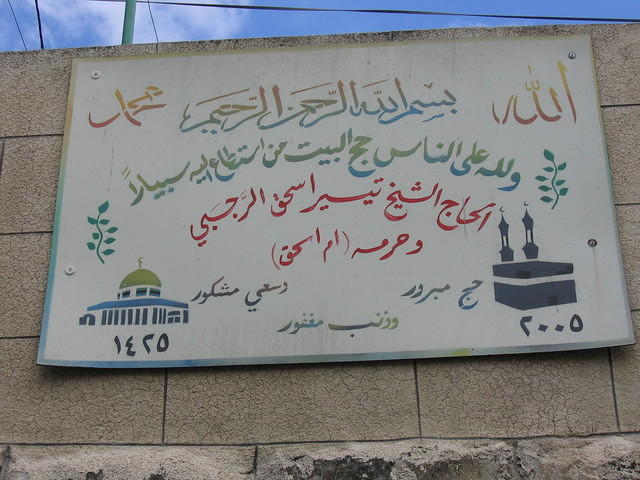 الله بسم الله الرحمن الرحيم محمد
ولله على الناس حج البيت من استطاع إليه سبيلاً
الحاج الشيخ تيسير اسحق الرجبي
وحرمه (ام اسحق)
حج مبرور وسعي مشكور
وذنب مغفور
٢٠٠٥ ١٤٢٥